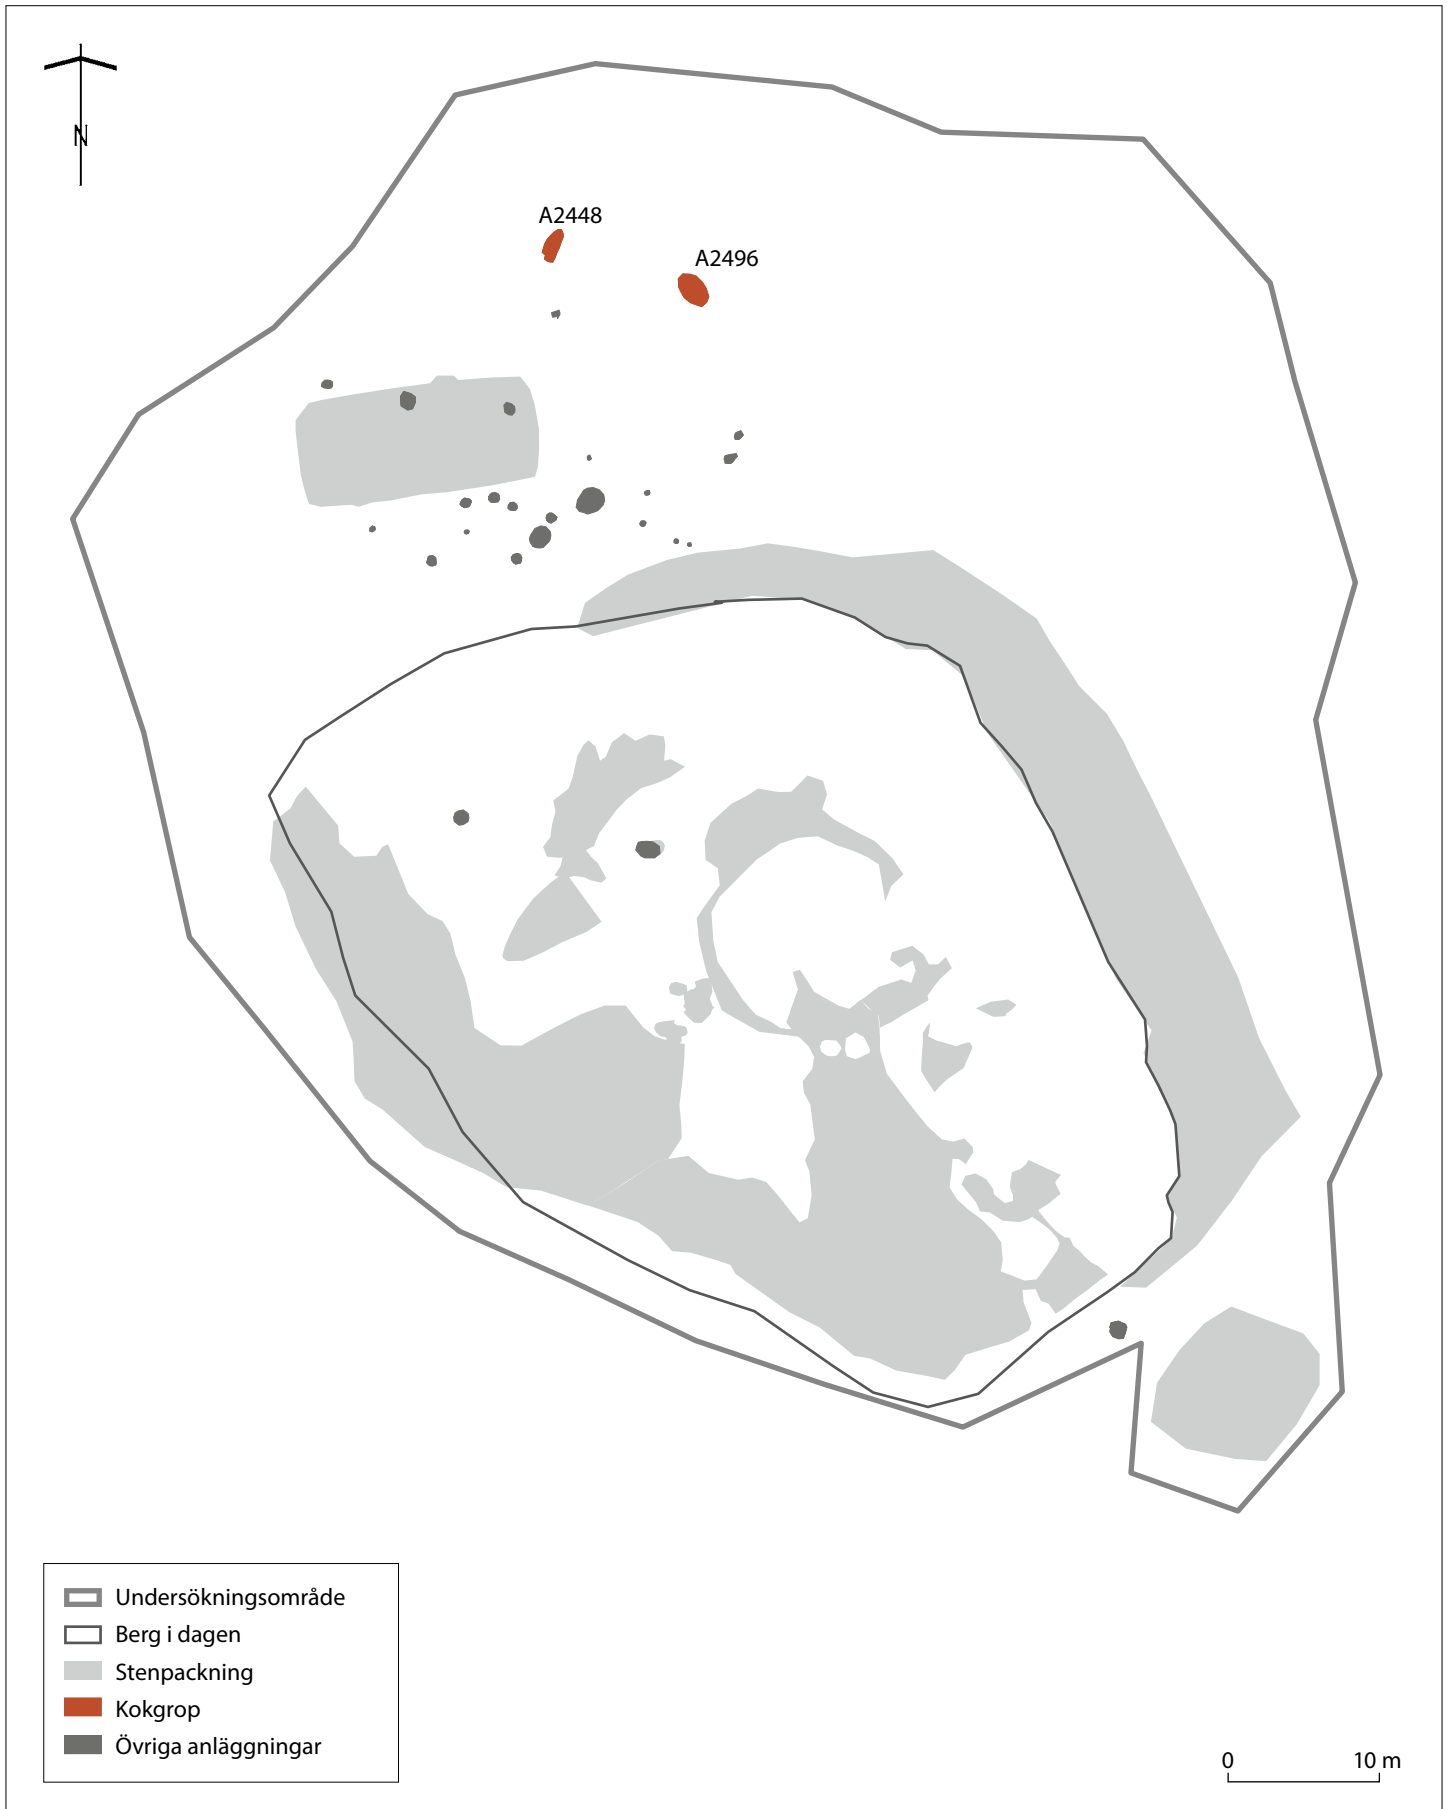 N
A2448
A2496
Undersökningsområde
Berg i dagen
Stenpackning
Kokgrop
Övriga anläggningar
0 10 m